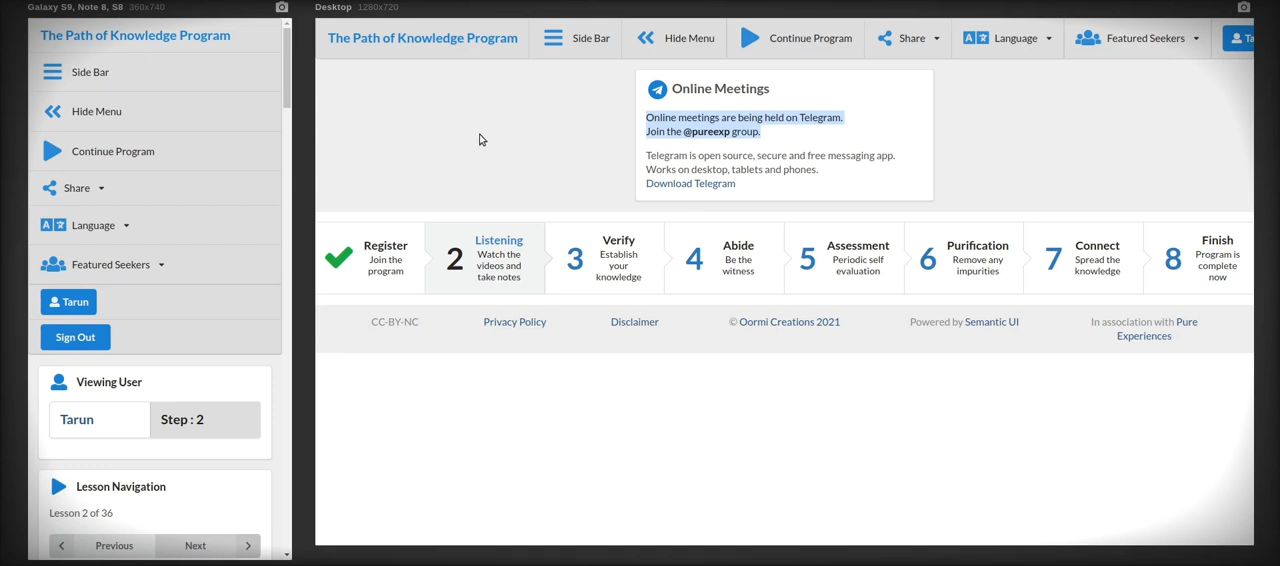 Galaxy S9, Note 8, S8 360x740
The Path of Knowledge Program
Side Bar
Hide Menu
Continue Program
Share
Language
Featured Seekers
Tarun
Sign Out
Viewing User
Tarun
Step : 2
Lesson Navigation
Lesson 2 of 36
Previous
Next
Desktop 1280x720
The Path of Knowledge Program
Side Bar
Hide Menu
Continue Program
Share
Language
Featured Seekers
Ta
Online Meetings
Online meetings are being held on Telegram.
Join the @pureexp group.
Telegram is open source, secure and free messaging app.
Works on desktop, tablets and phones.
Download Telegram
Register
Join the
program
2
Listening
Watch the
videos and
take notes
3
Verify
Establish
your
knowledge
4
Abide
Be the
witness
5
Assessment
Periodic self
evaluation
6
Purification
Remove any
impurities
7
Connect
Spread the
knowledge
8
Finish
Program is
complete
now
CC-BY-NC
Privacy Policy
Disclaimer
© Oormi Creations 2021
Powered by Semantic UI
In association with Pure
Experiences